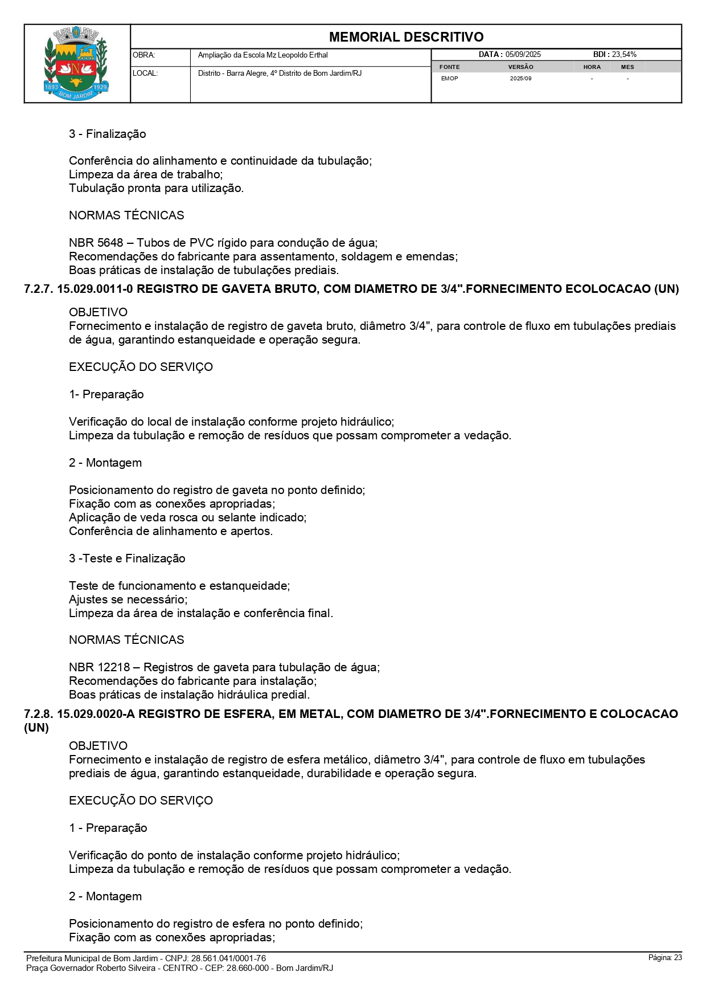 MEMORIAL DESCRITIVO
OBRA: Ampliação da Escola Mz Leopoldo Erthal
DATA : 05/09/2025 BDI : 23,54%
FONTE VERSÃO HORA MES
LOCAL: Distrito - Barra Alegre, 4º Distrito de Bom Jardim/RJ
EMOP 2025/09 - -
N
1893 1929
BOM JARDIM
3 - Finalização
Conferência do alinhamento e continuidade da tubulação;
Limpeza da área de trabalho;
Tubulação pronta para utilização.
NORMAS TÉCNICAS
NBR 5648 – Tubos de PVC rígido para condução de água;
Recomendações do fabricante para assentamento, soldagem e emendas;
Boas práticas de instalação de tubulações prediais.
7.2.7. 15.029.0011-0 REGISTRO DE GAVETA BRUTO, COM DIAMETRO DE 3/4".FORNECIMENTO ECOLOCACAO (UN)
OBJETIVO
Fornecimento e instalação de registro de gaveta bruto, diâmetro 3/4", para controle de fluxo em tubulações prediais
de água, garantindo estanqueidade e operação segura.
EXECUÇÃO DO SERVIÇO
1- Preparação
Verificação do local de instalação conforme projeto hidráulico;
Limpeza da tubulação e remoção de resíduos que possam comprometer a vedação.
2 - Montagem
Posicionamento do registro de gaveta no ponto definido;
Fixação com as conexões apropriadas;
Aplicação de veda rosca ou selante indicado;
Conferência de alinhamento e apertos.
3 -Teste e Finalização
Teste de funcionamento e estanqueidade;
Ajustes se necessário;
Limpeza da área de instalação e conferência final.
NORMAS TÉCNICAS
NBR 12218 – Registros de gaveta para tubulação de água;
Recomendações do fabricante para instalação;
Boas práticas de instalação hidráulica predial.
7.2.8. 15.029.0020-A REGISTRO DE ESFERA, EM METAL, COM DIAMETRO DE 3/4".FORNECIMENTO E COLOCACAO
(UN)
OBJETIVO
Fornecimento e instalação de registro de esfera metálico, diâmetro 3/4", para controle de fluxo em tubulações
prediais de água, garantindo estanqueidade, durabilidade e operação segura.
EXECUÇÃO DO SERVIÇO
1 - Preparação
Verificação do ponto de instalação conforme projeto hidráulico;
Limpeza da tubulação e remoção de resíduos que possam comprometer a vedação.
2 - Montagem
Posicionamento do registro de esfera no ponto definido;
Fixação com as conexões apropriadas;
Prefeitura Municipal de Bom Jardim - CNPJ: 28.561.041/0001-76 Página: 23
Praça Governador Roberto Silveira - CENTRO - CEP: 28.660-000 - Bom Jardim/RJ